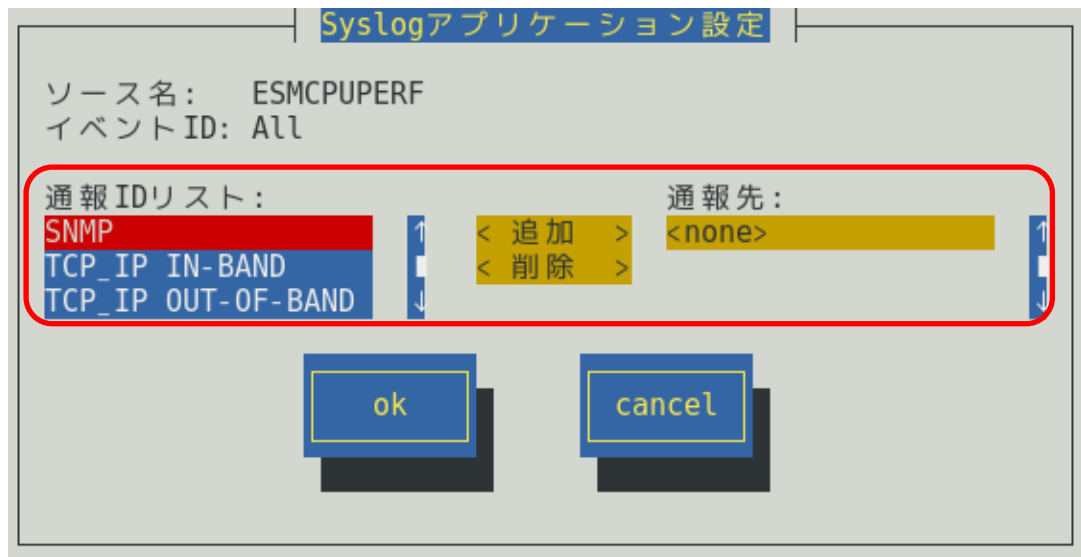 Syslogアプリケーション設定
ソース名: ESMCPUPERF
イベントID: All
通報IDリスト: 通報先:
SNMP ↑ < 追加 > <none> ↑
TCP_IP IN-BAND < 削除 >
TCP_IP OUT-OF-BAND ↓ ↓
ok cancel